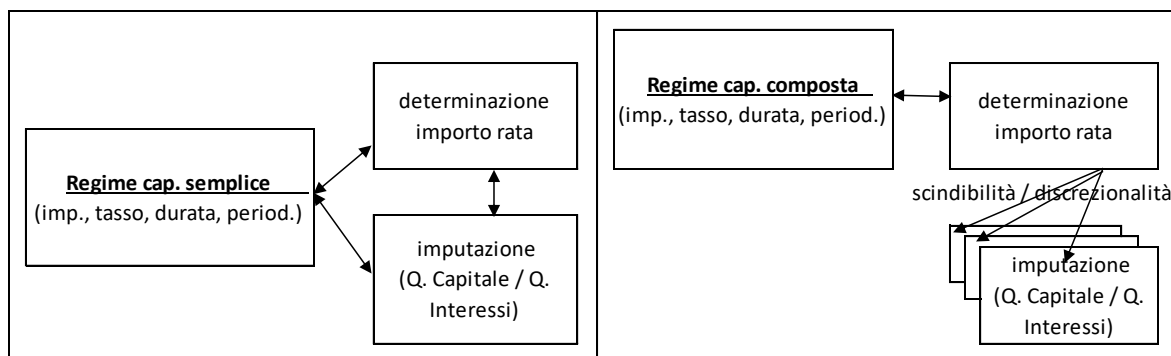 determinazione
importo rata
Regime cap. semplice
(imp., tasso, durata, period.)
imputazione
(Q. Capitale / Q.
Interessi)
Regime cap. composta
(imp., tasso, durata, period.)
determinazione
importo rata
scindibilità / discrezionalità
imputazione
(Q. Capitale / Q.
Interessi)